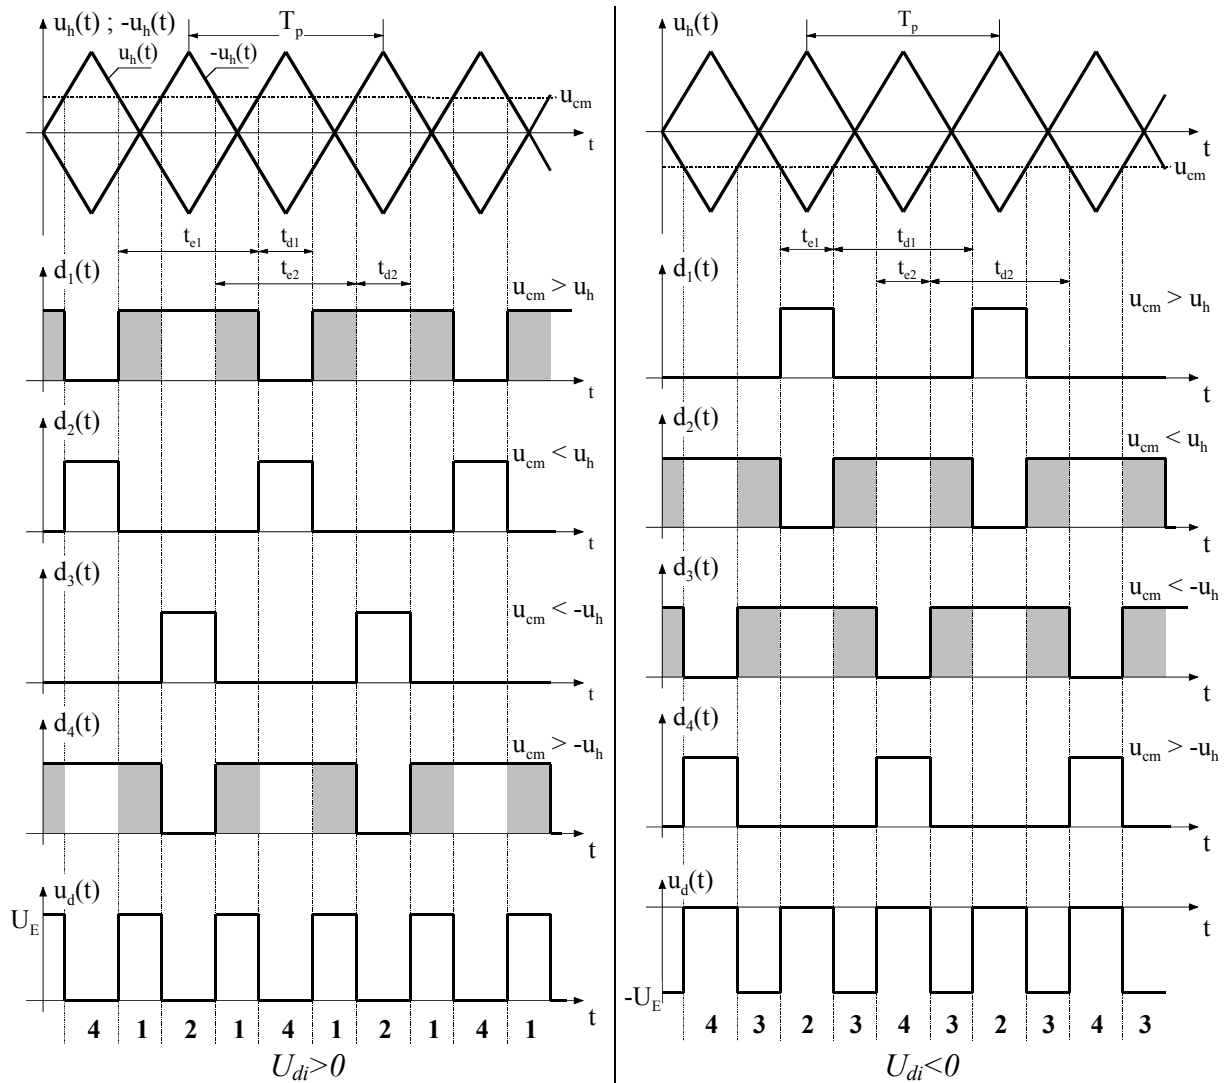 u_h(t) ; -u_h(t)
T_p
u_h(t)
-u_h(t)
u_cm
t
t_e1
t_d1
t_e2
t_d2
d_1(t)
u_cm > u_h
t
d_2(t)
u_cm < u_h
t
d_3(t)
u_cm < -u_h
t
d_4(t)
u_cm > -u_h
t
u_d(t)
U_E
t
4 1 2 1 4 1 2 1 4 1
U_di>0
u_h(t)
T_p
t
u_cm
t_e1
t_d1
t_e2
t_d2
d_1(t)
u_cm > u_h
t
d_2(t)
u_cm < u_h
t
d_3(t)
u_cm < -u_h
t
d_4(t)
u_cm > -u_h
t
u_d(t)
t
-U_E
4 3 2 3 4 3 2 3 4 3
U_di<0